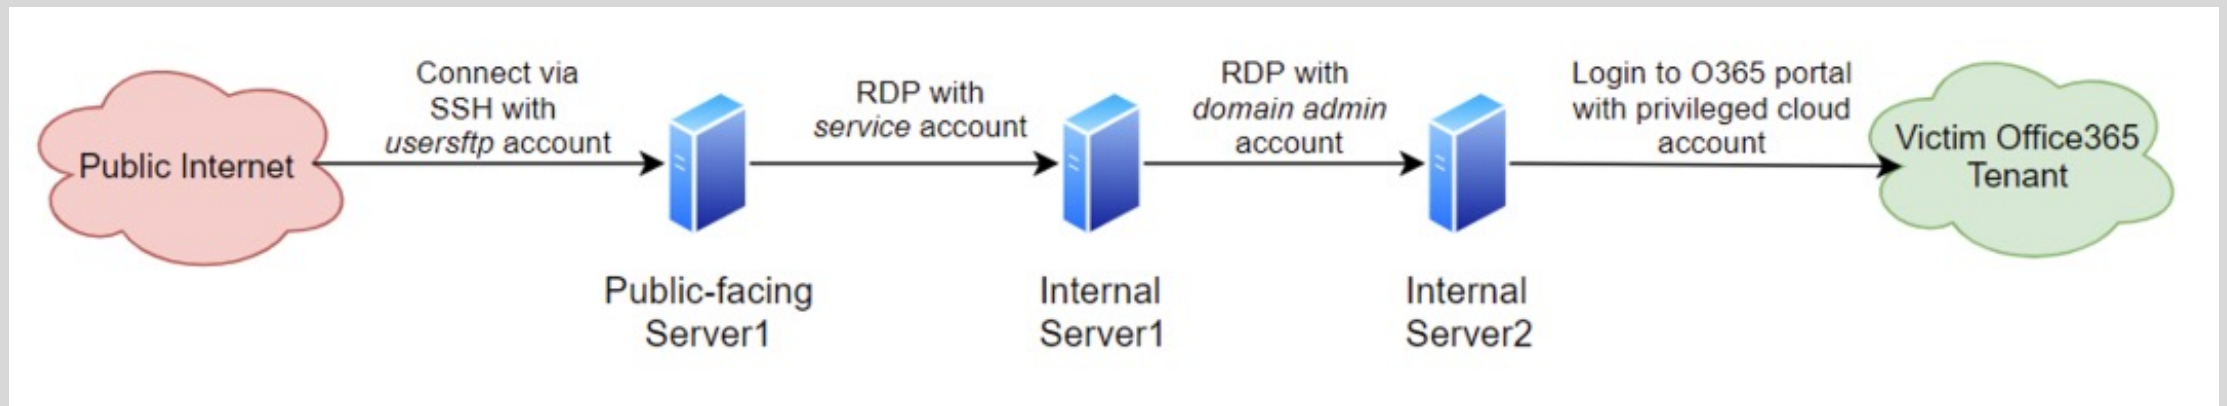 Public Internet
Connect via
SSH with
usersftp account
Public-facing
Server1
RDP with
service account
Internal
Server1
RDP with
domain admin
account
Internal
Server2
Login to O365 portal
with privileged cloud
account
Victim Office365
Tenant